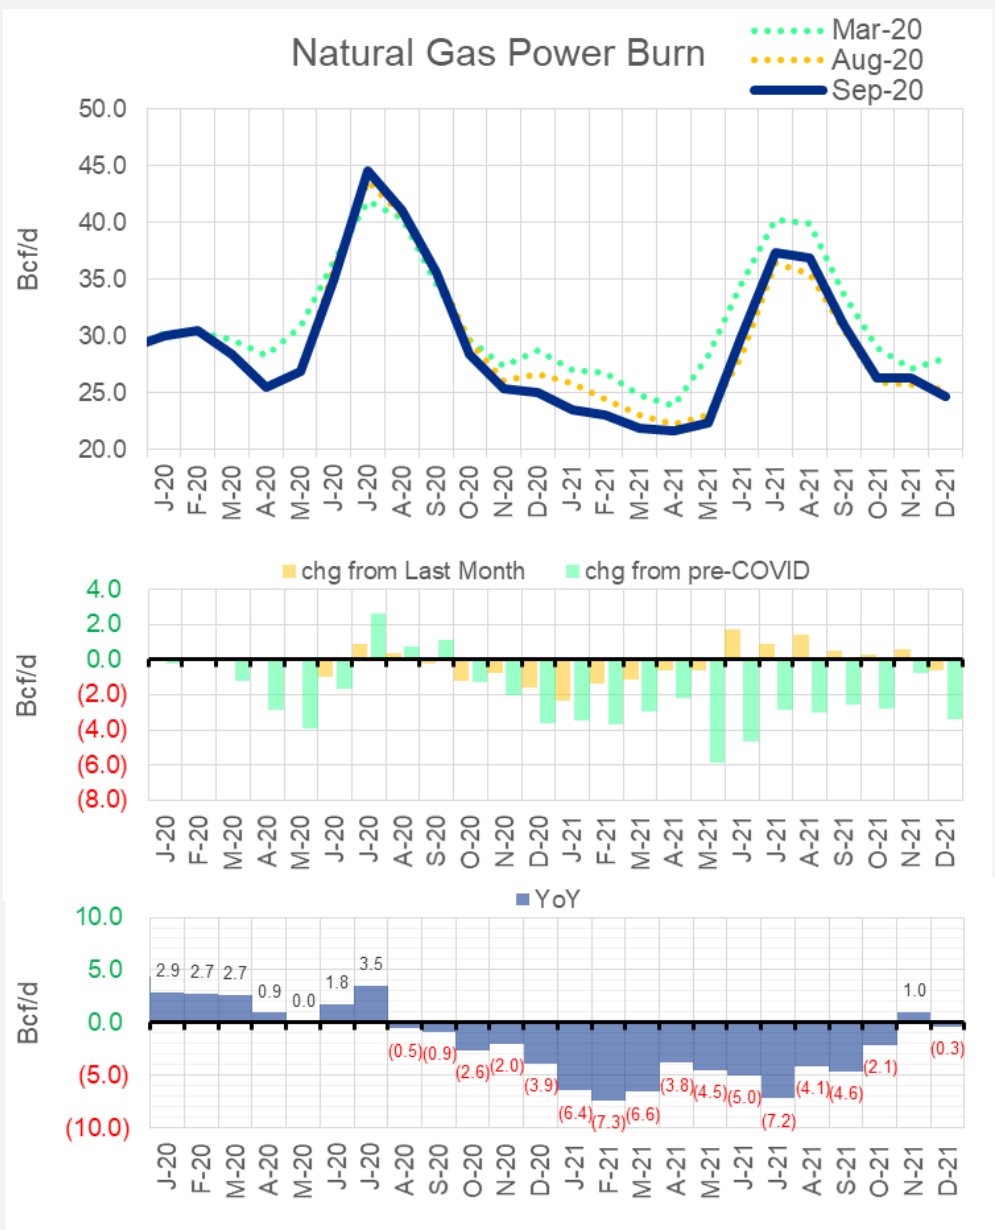 Natural Gas Power Burn
Mar-20
Aug-20
Sep-20
50.0
45.0
40.0
35.0
30.0
25.0
20.0
Bcf/d
J-20 F-20 M-20 A-20 M-20 J-20 J-20 A-20 S-20 O-20 N-20 D-20 J-21 F-21 M-21 A-21 M-21 J-21 J-21 A-21 S-21 O-21 N-21 D-21
chg from Last Month chg from pre-COVID
4.0
2.0
0.0
(2.0)
(4.0)
(6.0)
(8.0)
Bcf/d
J-20 F-20 M-20 A-20 M-20 J-20 J-20 A-20 S-20 O-20 N-20 D-20 J-21 F-21 M-21 A-21 M-21 J-21 J-21 A-21 S-21 O-21 N-21 D-21
YoY
10.0
5.0
0.0
(5.0)
(10.0)
Bcf/d
2.9 2.7 2.7 0.9 0.0 1.8 3.5 (0.5) (0.9) (2.6) (2.0) (3.9) (6.4) (7.3) (6.6) (3.8) (4.5) (5.0) (7.2) (4.1) (4.6) (2.1) 1.0 (0.3)
J-20 F-20 M-20 A-20 M-20 J-20 J-20 A-20 S-20 O-20 N-20 D-20 J-21 F-21 M-21 A-21 M-21 J-21 J-21 A-21 S-21 O-21 N-21 D-21